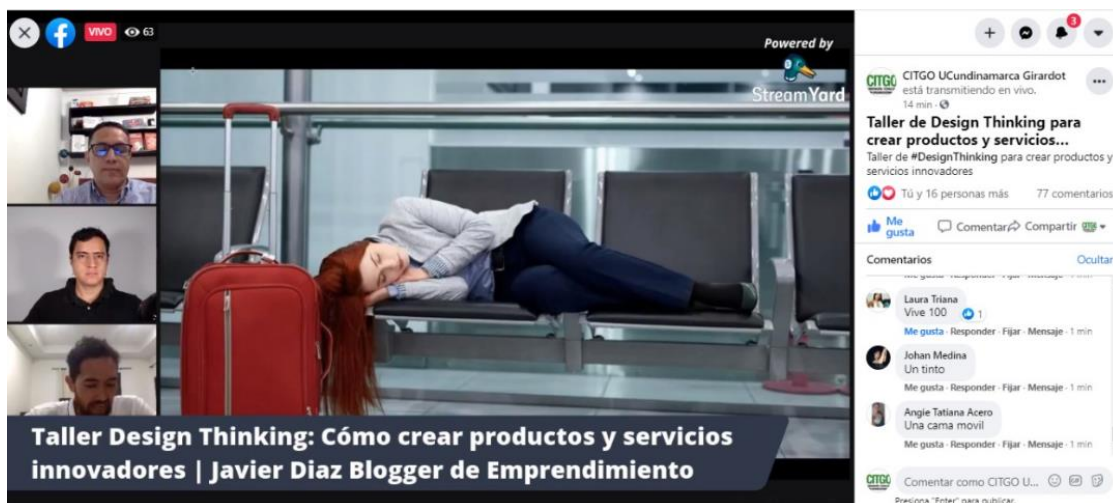 VIVO
63
Powered by
StreamYard
Taller Design Thinking: Cómo crear productos y servicios
innovadores | Javier Diaz Blogger de Emprendimiento
3
CITGO
CITGO UCundinamarca Girardot
está transmitiendo en vivo.
14 min
Taller de Design Thinking para
crear productos y servicios...
Taller de #DesignThinking para crear productos y
servicios innovadores
Tú y 16 personas más 77 comentarios
Me gusta Comentar Compartir
Comentarios Ocultar
Laura Triana
Vive 100
1
Me gusta · Responder · Fijar · Mensaje · 1 min
Johan Medina
Un tinto
Me gusta · Responder · Fijar · Mensaje · 1 min
Angie Tatiana Acero
Una cama movil
Me gusta · Responder · Fijar · Mensaje · 1 min
CITGO
Comentar como CITGO U...
Presiona "Enter" para publicar.